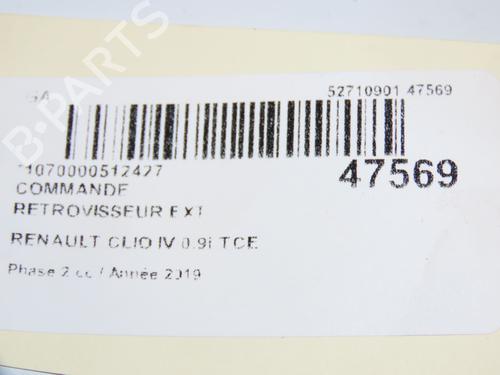 GA
52710901 47569
1070000512427
47569
COMMANDE
RETROVISSEUR EXT
RENAULT CLIO IV 0.9i TCE
Phase 2 cc / Année 2019
B-PARTS